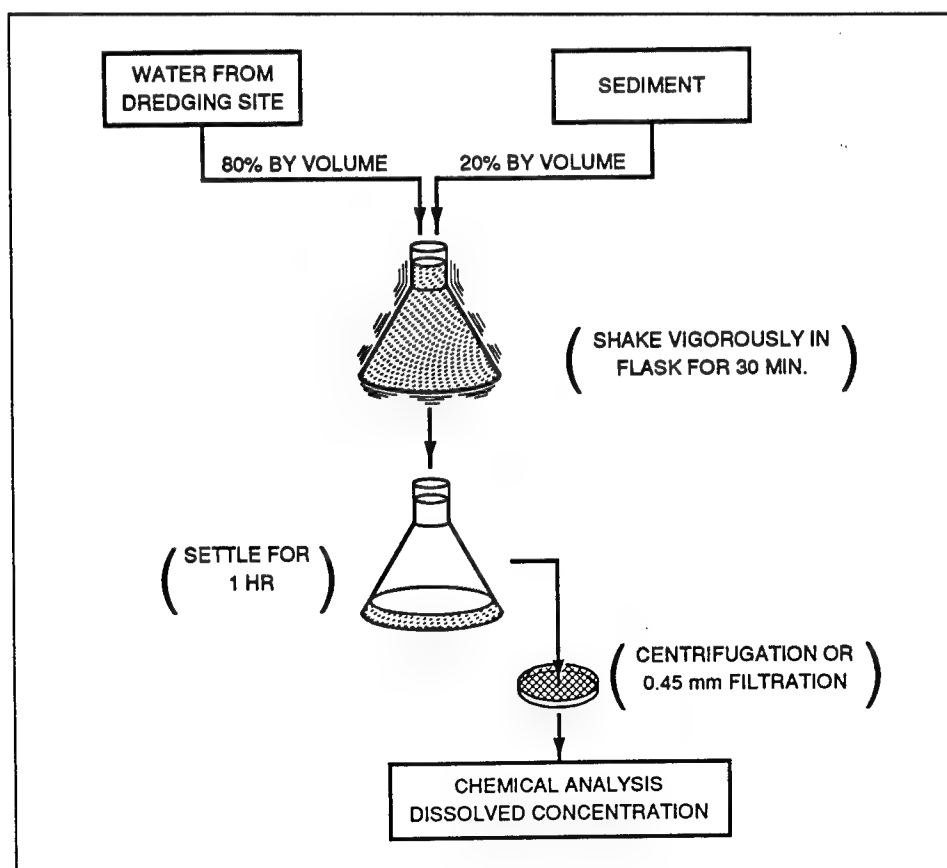 WATER FROM
DREDGING SITE
SEDIMENT
80% BY VOLUME
20% BY VOLUME
( SHAKE VIGOROUSLY IN
FLASK FOR 30 MIN. )
( SETTLE FOR
1 HR )
( CENTRIFUGATION OR
0.45 mm FILTRATION )
CHEMICAL ANALYSIS
DISSOLVED CONCENTRATION